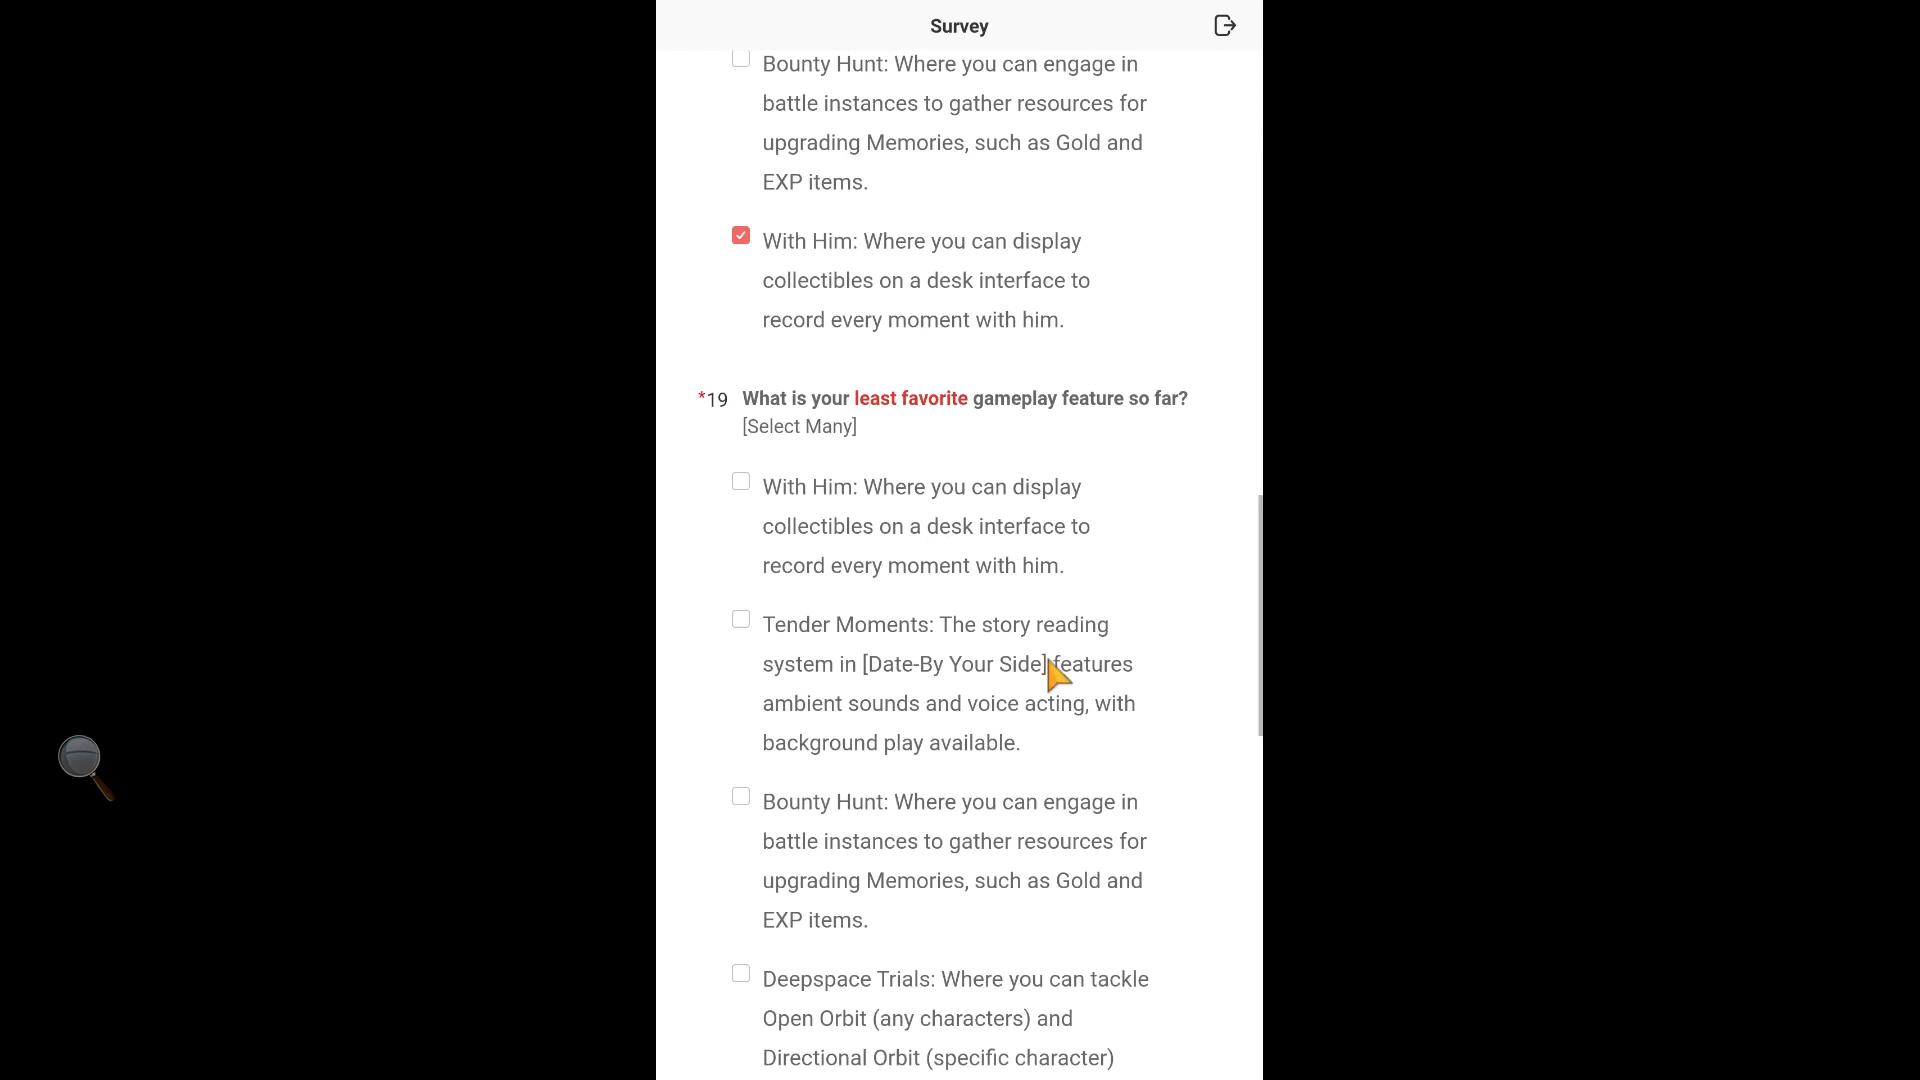 Survey
Bounty Hunt: Where you can engage in
battle instances to gather resources for
upgrading Memories, such as Gold and
EXP items.
With Him: Where you can display
collectibles on a desk interface to
record every moment with him.
*19 What is your least favorite gameplay feature so far?
[Select Many]
With Him: Where you can display
collectibles on a desk interface to
record every moment with him.
Tender Moments: The story reading
system in [Date-By Your Side] features
ambient sounds and voice acting, with
background play available.
Bounty Hunt: Where you can engage in
battle instances to gather resources for
upgrading Memories, such as Gold and
EXP items.
Deepspace Trials: Where you can tackle
Open Orbit (any characters) and
Directional Orbit (specific character)